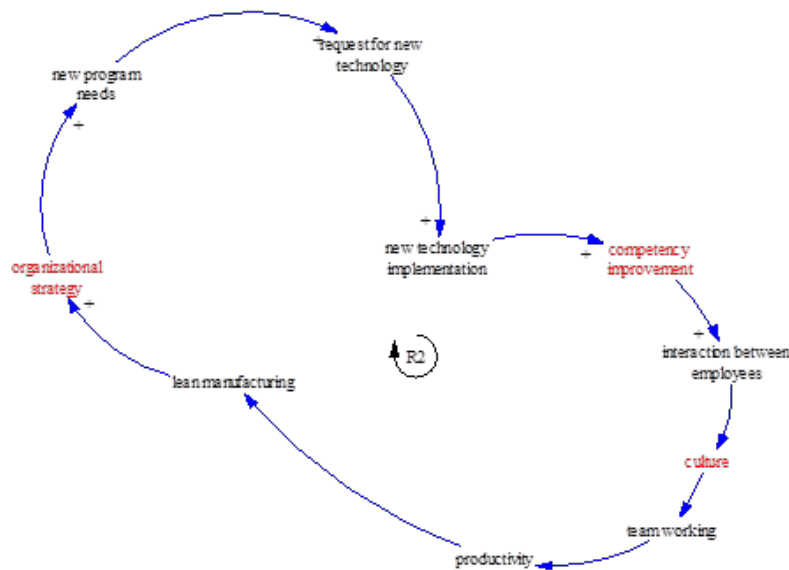 +
request for new
technology
new program
needs
+
+
new technology
implementation
+
competency
improvement
organizational
strategy
+
+
interaction between
employees
R2
lean manufacturing
culture
team working
productivity